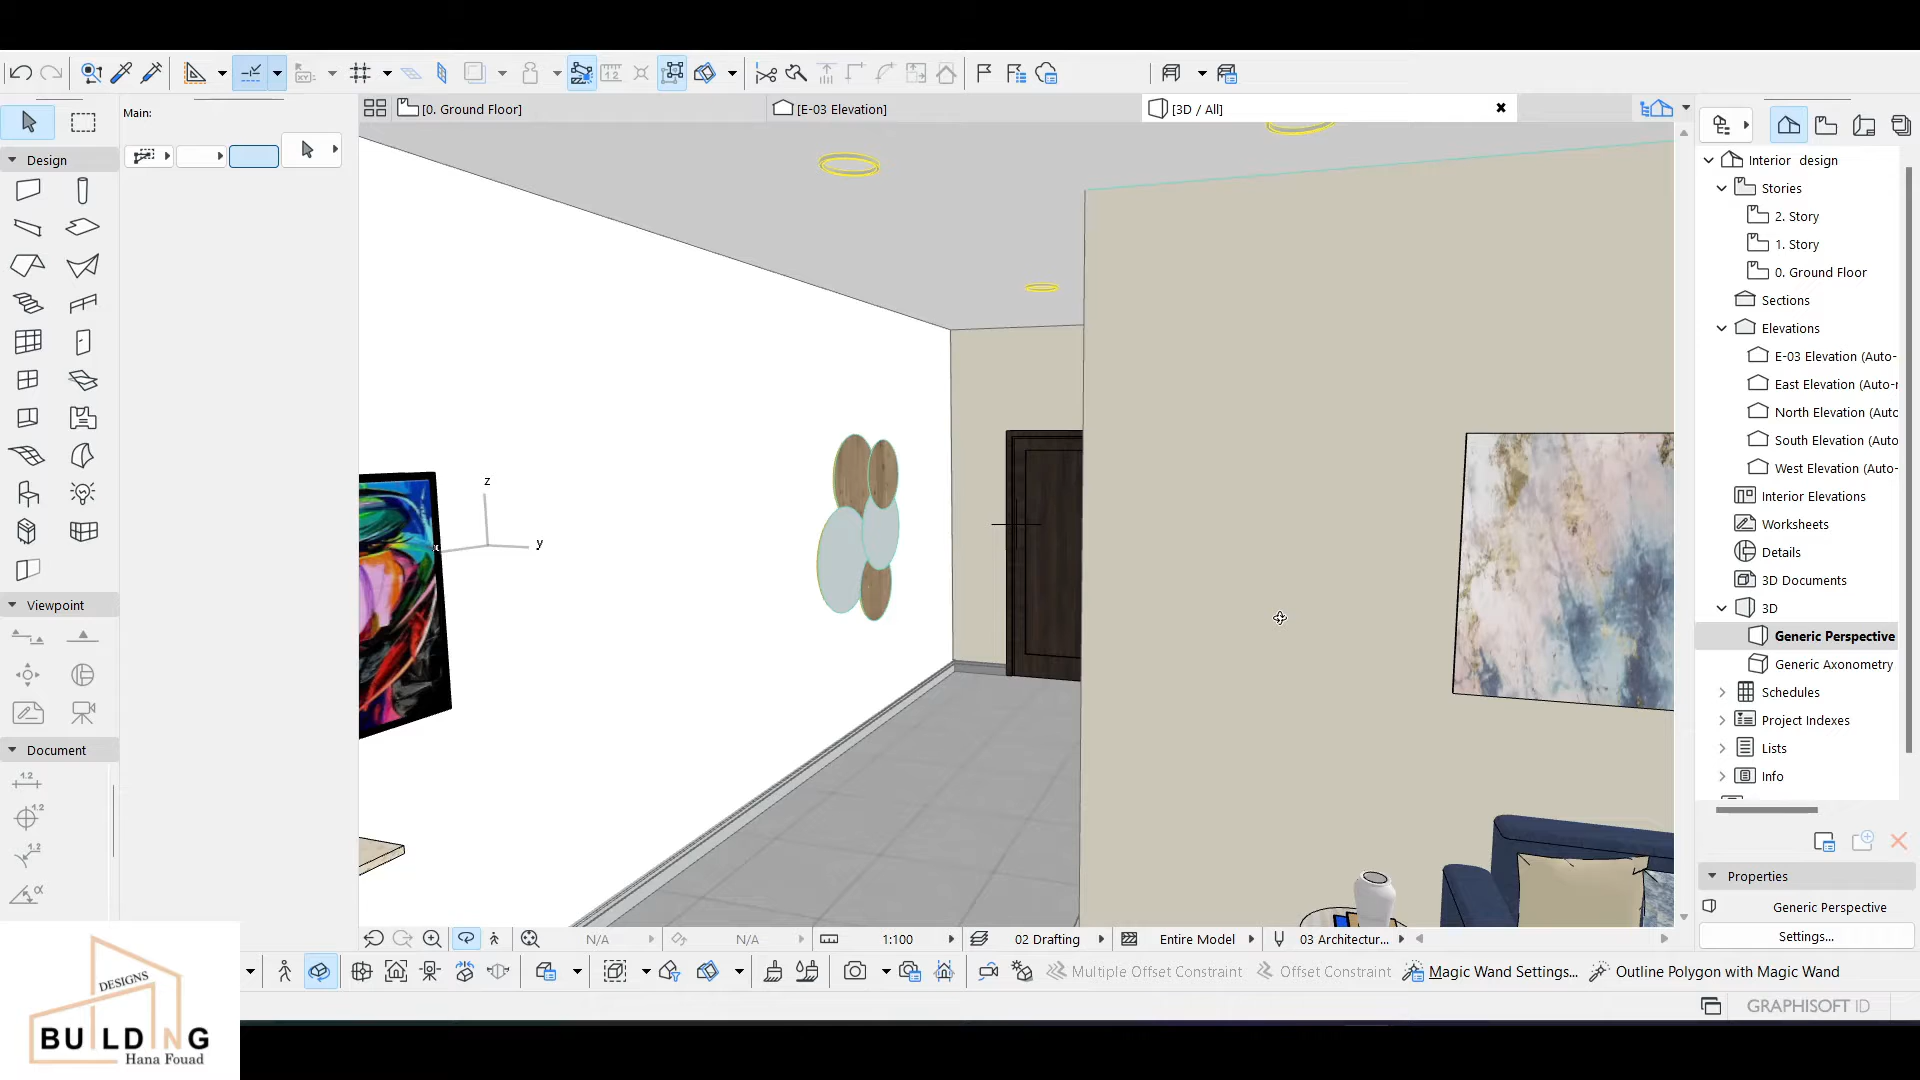 Main:
[0. Ground Floor]
[E-03 Elevation]
[3D / All]
Design
Viewpoint
Document
z
y
Interior design
Stories
2. Story
1. Story
0. Ground Floor
Sections
Elevations
E-03 Elevation (Auto-
East Elevation (Auto-r
North Elevation (Auto
South Elevation (Auto-
West Elevation (Auto-
Interior Elevations
Worksheets
Details
3D Documents
3D
Generic Perspective
Generic Axonometry
Schedules
Project Indexes
Lists
Info
Properties
Generic Perspective
Settings...
N/A
N/A
1:100
02 Drafting
Entire Model
03 Architectur...
Multiple Offset Constraint
Offset Constraint
Magic Wand Settings...
Outline Polygon with Magic Wand
GRAPHISOFT ID
DESIGNS
BUILDING
Hana Fouad